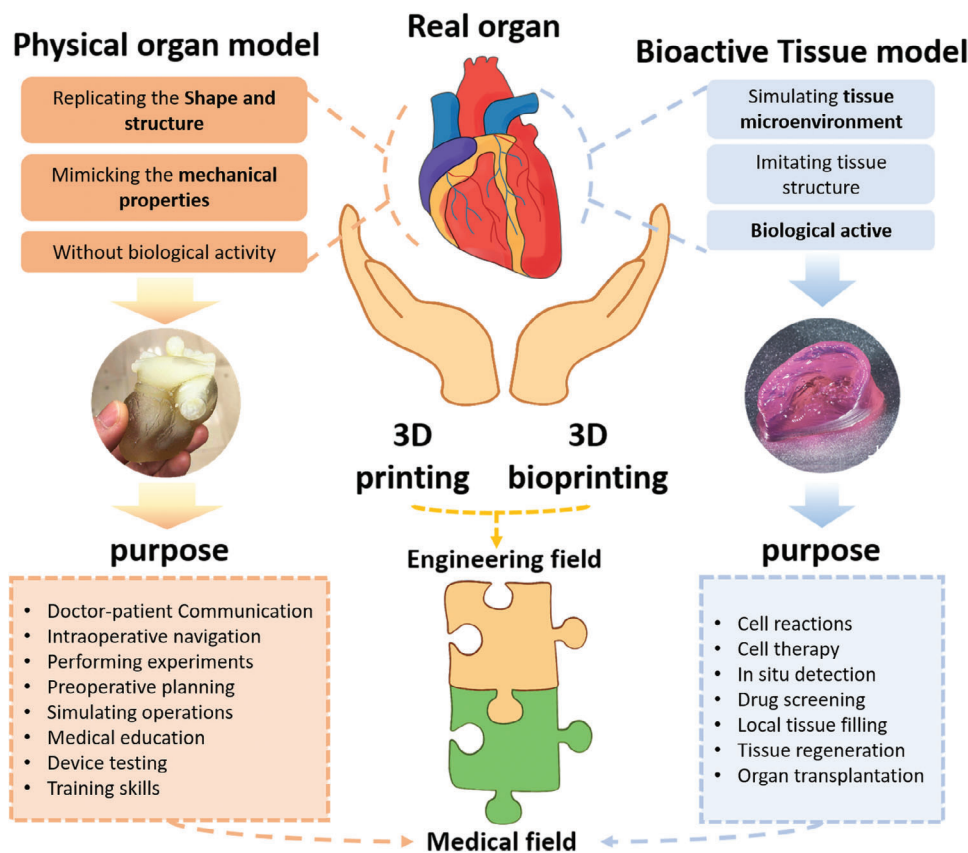 Physical organ model
Replicating the Shape and
structure
Mimicking the mechanical
properties
Without biological activity
purpose
• Doctor-patient Communication
• Intraoperative navigation
• Performing experiments
• Preoperative planning
• Simulating operations
• Medical education
• Device testing
• Training skills
Real organ
3D
printing
3D
bioprinting
Engineering field
Medical field
Bioactive Tissue model
Simulating tissue
microenvironment
Imitating tissue
structure
Biological active
purpose
• Cell reactions
• Cell therapy
• In situ detection
• Drug screening
• Local tissue filling
• Tissue regeneration
• Organ transplantation